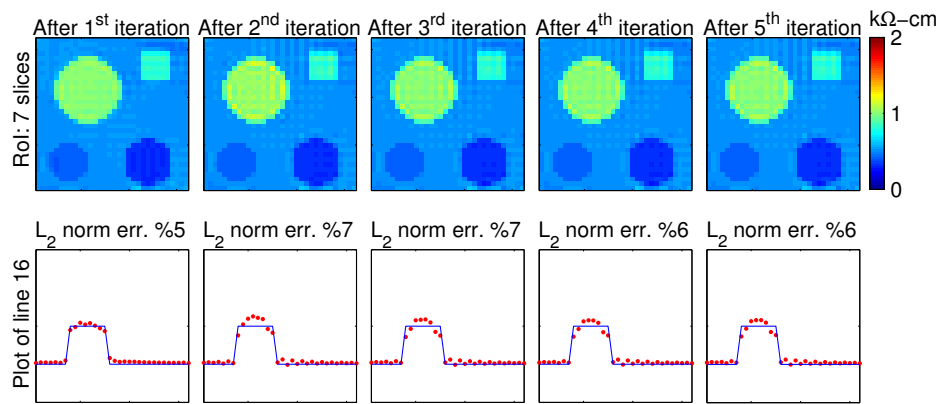 After 1st iteration After 2nd iteration After 3rd iteration After 4th iteration After 5th iteration kΩ−cm
RoI: 7 slices
2
1
0
L2 norm err. %5 L2 norm err. %7 L2 norm err. %7 L2 norm err. %6 L2 norm err. %6
Plot of line 16